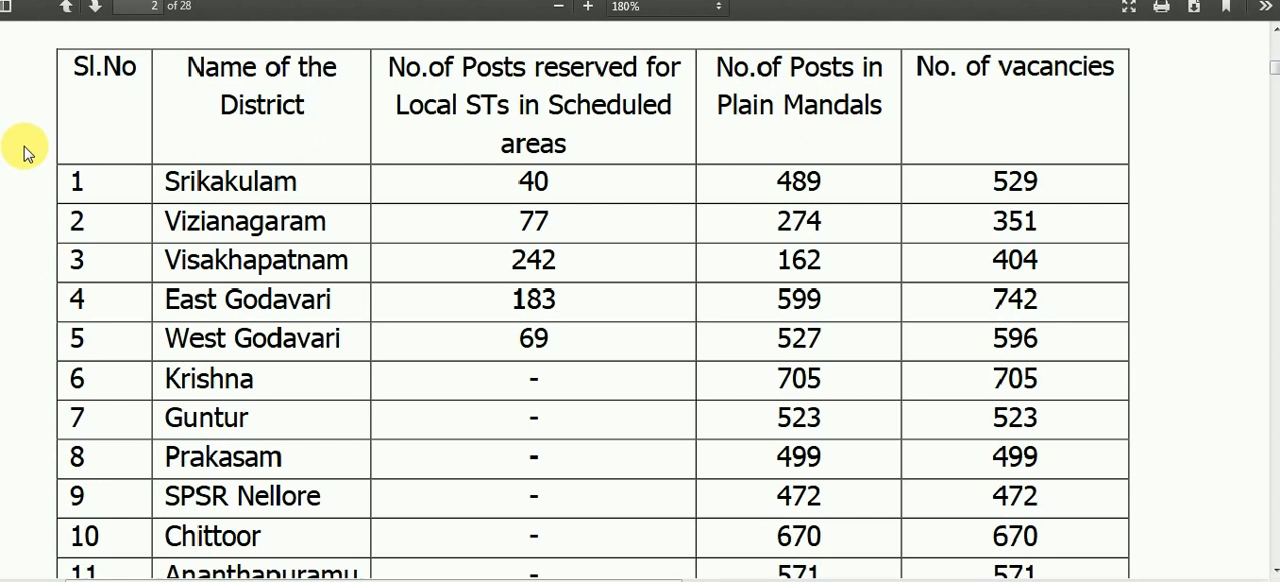 2 of 28 180%
Sl.No Name of the District No.of Posts reserved for Local STs in Scheduled areas No.of Posts in Plain Mandals No. of vacancies
1 Srikakulam 40 489 529
2 Vizianagaram 77 274 351
3 Visakhapatnam 242 162 404
4 East Godavari 183 599 742
5 West Godavari 69 527 596
6 Krishna - 705 705
7 Guntur - 523 523
8 Prakasam - 499 499
9 SPSR Nellore - 472 472
10 Chittoor - 670 670
11 Ananthapuramu - 571 571